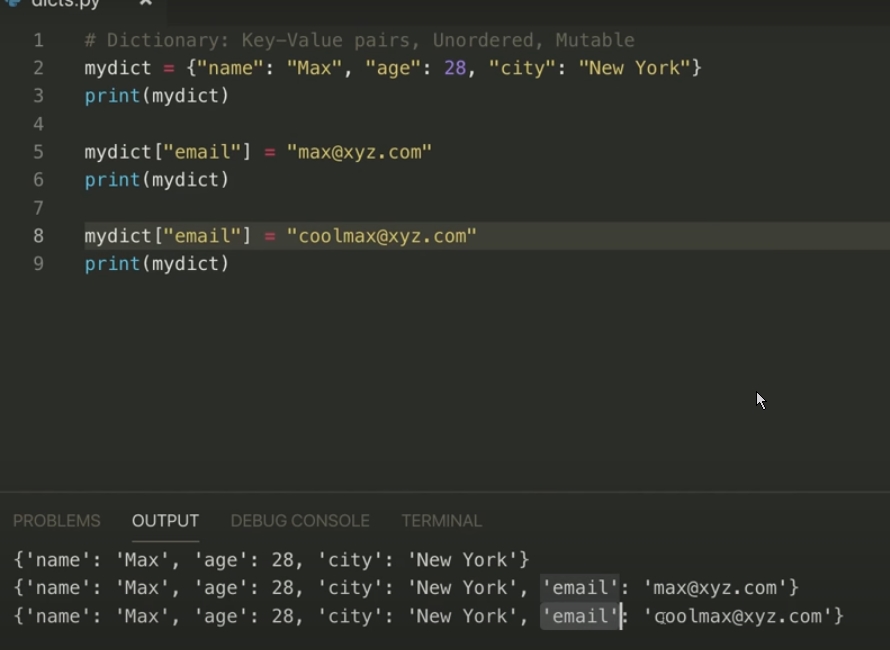 dicts.py ×
1 # Dictionary: Key-Value pairs, Unordered, Mutable
2 mydict = {"name": "Max", "age": 28, "city": "New York"}
3 print(mydict)
4
5 mydict["email"] = "max@xyz.com"
6 print(mydict)
7
8 mydict["email"] = "coolmax@xyz.com"
9 print(mydict)
PROBLEMS OUTPUT DEBUG CONSOLE TERMINAL
{'name': 'Max', 'age': 28, 'city': 'New York'}
{'name': 'Max', 'age': 28, 'city': 'New York', 'email': 'max@xyz.com'}
{'name': 'Max', 'age': 28, 'city': 'New York', 'email': 'coolmax@xyz.com'}